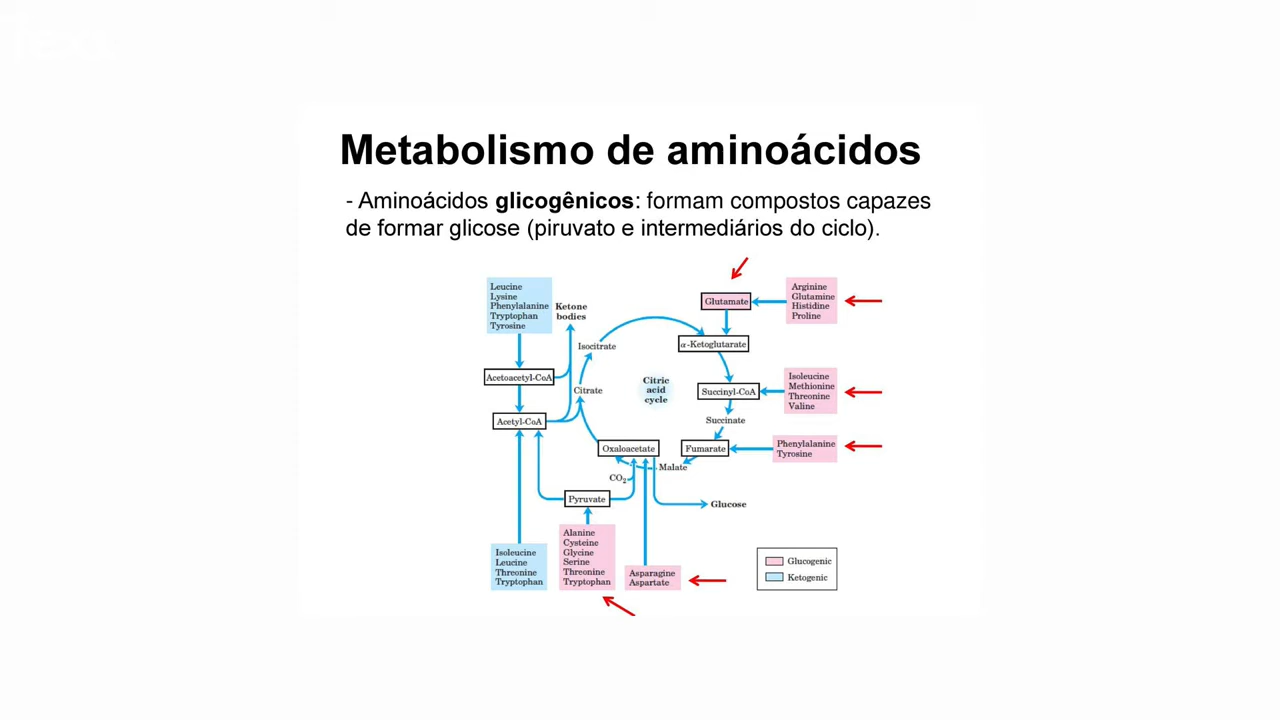 Metabolismo de aminoácidos
- Aminoácidos glicogênicos: formam compostos capazes
de formar glicose (piruvato e intermediários do ciclo).
Leucine
Lysine
Phenylalanine
Tryptophan
Tyrosine
Ketone
bodies
Glutamate
Arginine
Glutamine
Histidine
Proline
Isocitrate
α-Ketoglutarate
Acetoacetyl-CoA
Citrate
Citric
acid
cycle
Succinyl-CoA
Isoleucine
Methionine
Threonine
Valine
Acetyl-CoA
Succinate
Oxaloacetate
Fumarate
Phenylalanine
Tyrosine
Malate
CO₂
Pyruvate
Glucose
Isoleucine
Leucine
Threonine
Tryptophan
Alanine
Cysteine
Glycine
Serine
Threonine
Tryptophan
Asparagine
Aspartate
Glucogenic
Ketogenic